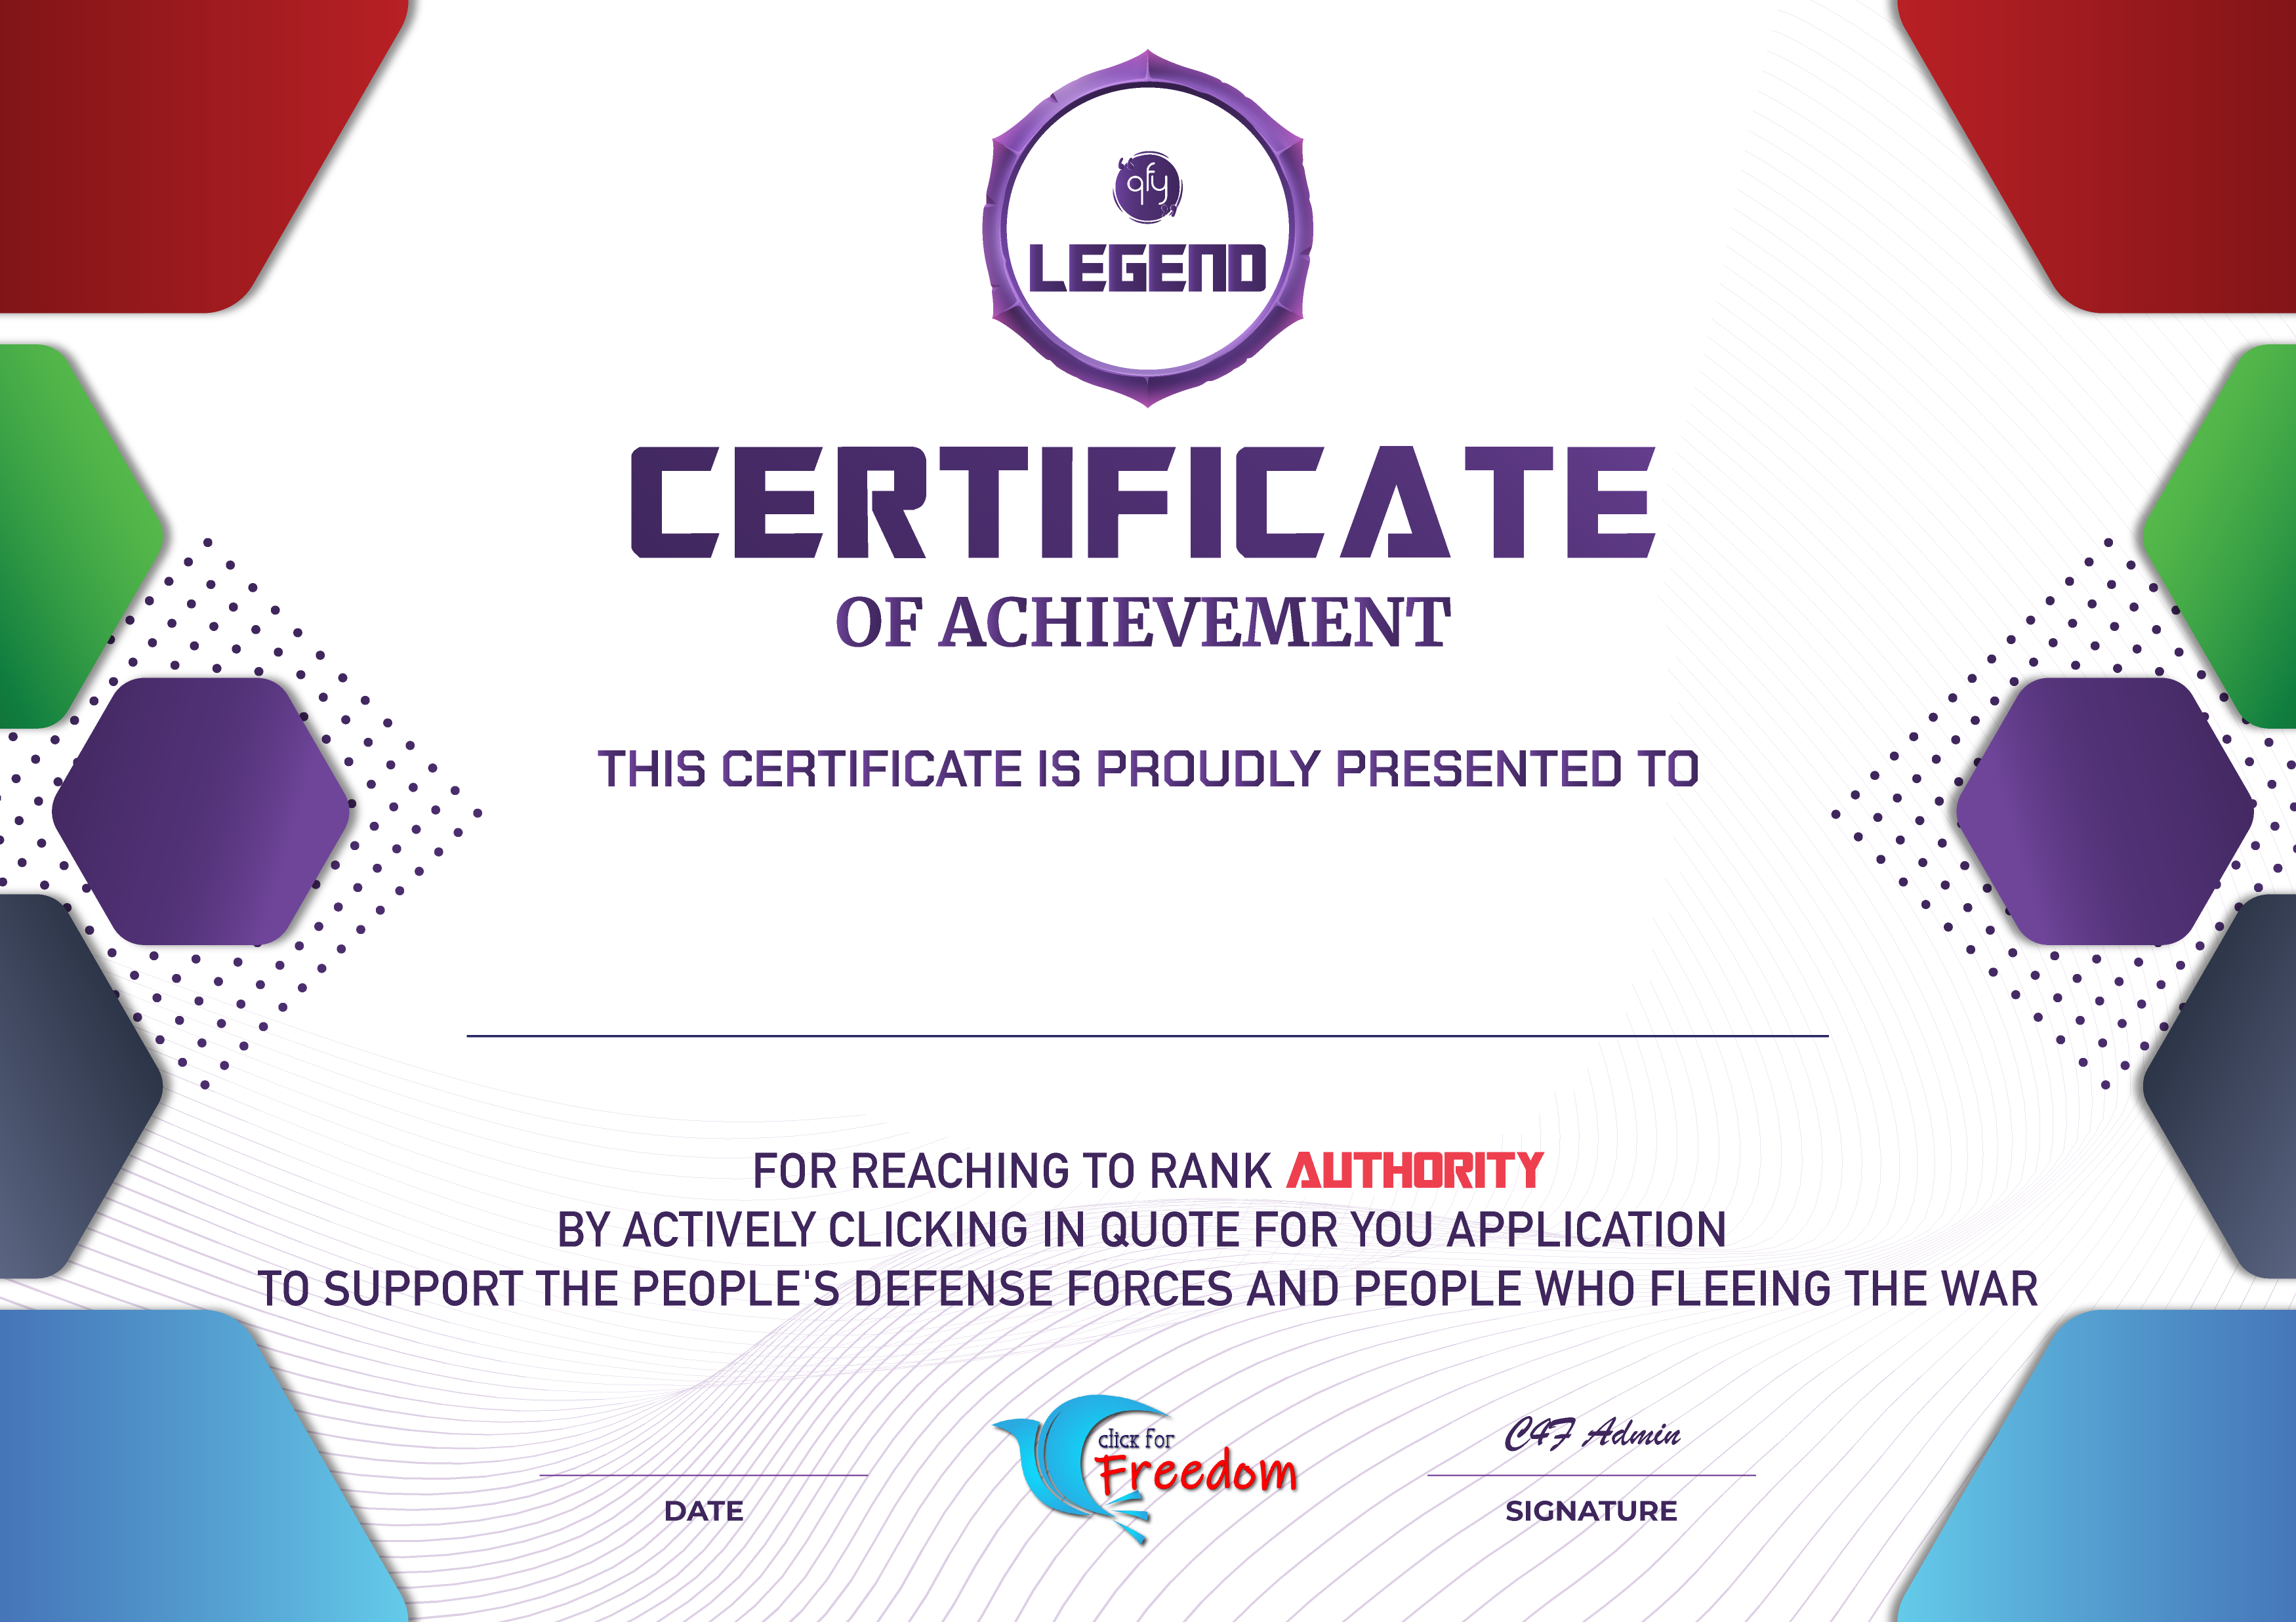 qfy
LEGEND
CERTIFICATE
OF ACHIEVEMENT
THIS CERTIFICATE IS PROUDLY PRESENTED TO
FOR REACHING TO RANK AUTHORITY
BY ACTIVELY CLICKING IN QUOTE FOR YOU APPLICATION
TO SUPPORT THE PEOPLE'S DEFENSE FORCES AND PEOPLE WHO FLEEING THE WAR
click for
Freedom
C4F Admin
DATE
SIGNATURE